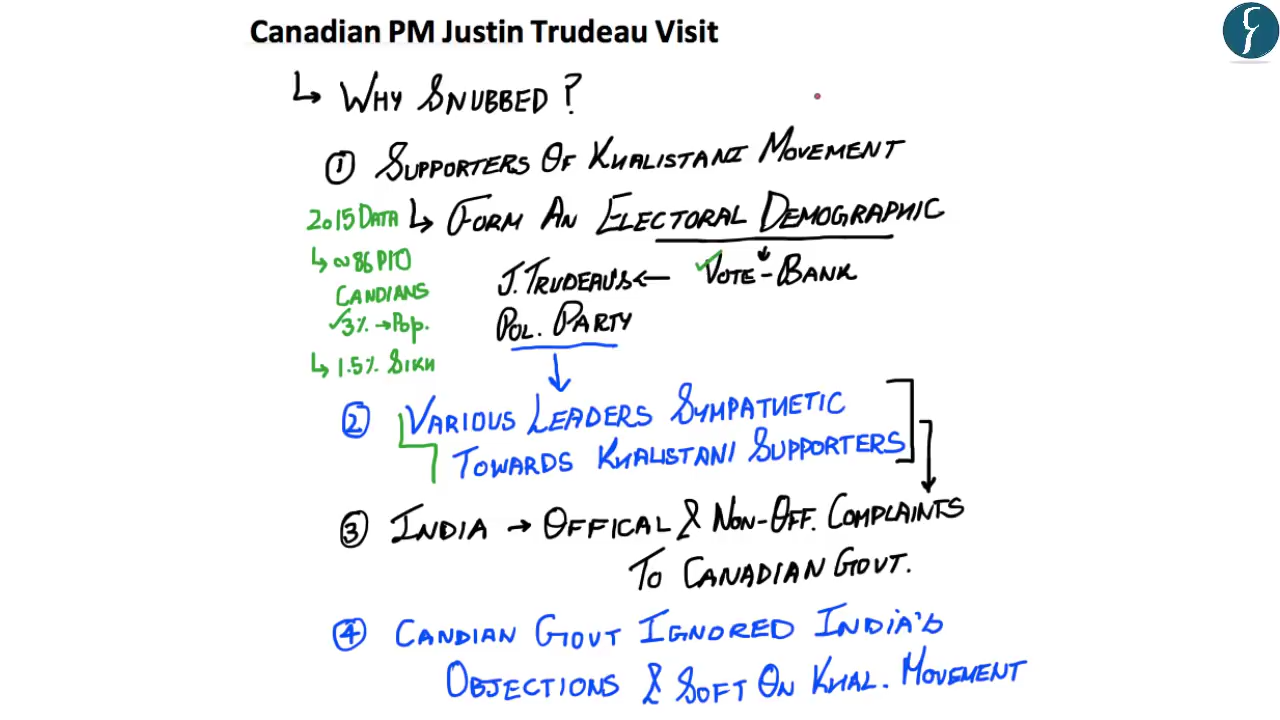 Canadian PM Justin Trudeau Visit
↳ WHY SNUBBED?
① SUPPORTERS OF KHALISTANI MOVEMENT
2015 DATA ↳ FORM AN ELECTORAL DEMOGRAPHIC
↳ ~86 PIO
CANDIANS
✓3% → POP.
↳ 1.5% SIKH
J. TRUDEAU'S ← ✓VOTE-BANK
POL. PARTY
② VARIOUS LEADERS SYMPATHETIC
TOWARDS KHALISTANI SUPPORTERS
③ INDIA → OFFICAL & NON-OFF. COMPLAINTS
TO CANADIAN GOVT.
④ CANDIAN GOVT IGNORED INDIA'S
OBJECTIONS & SOFT ON KHAL. MOVEMENT